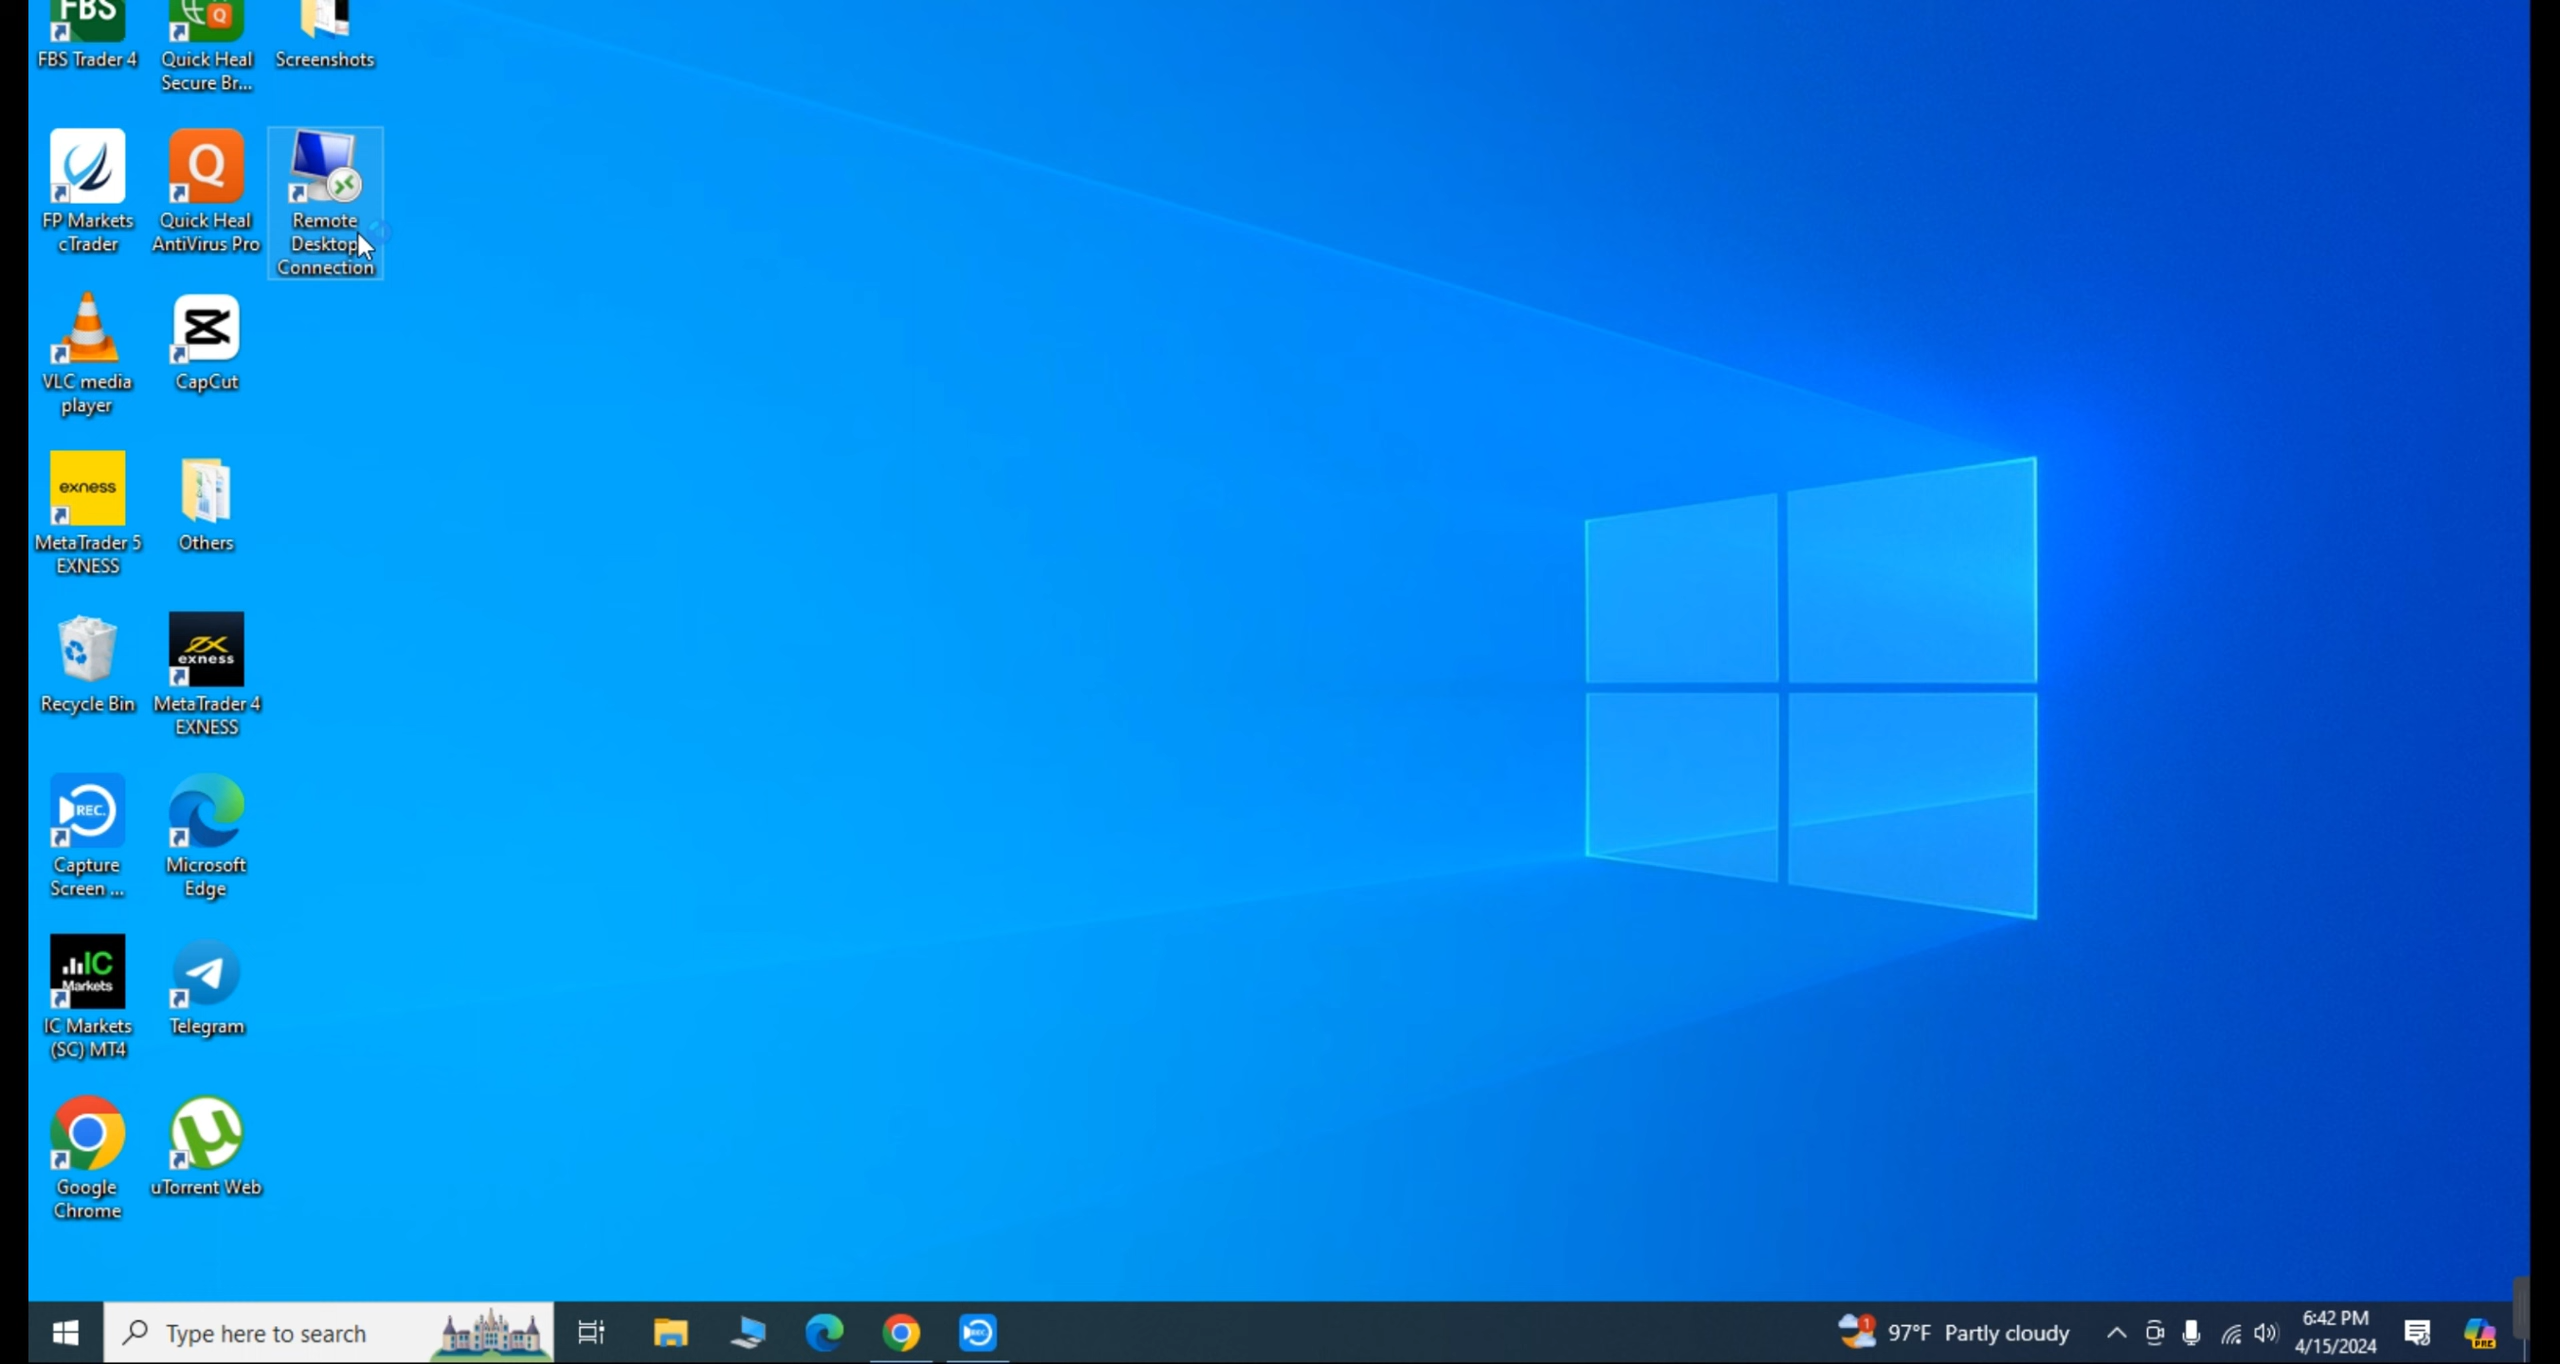 FBS
FBS Trader 4
Quick Heal
Secure Br...
Screenshots
FP Markets
cTrader
Q
Quick Heal
AntiVirus Pro
Remote
Desktop
Connection
VLC media
player
CapCut
exness
MetaTrader 5
EXNESS
Others
Recycle Bin
exness
MetaTrader 4
EXNESS
REC.
Capture
Screen ...
Microsoft
Edge
IC
Markets
IC Markets
(SC) MT4
Telegram
Google
Chrome
µ
uTorrent Web
Type here to search
REC
1
97°F Partly cloudy
6:42 PM
4/15/2024
PRE